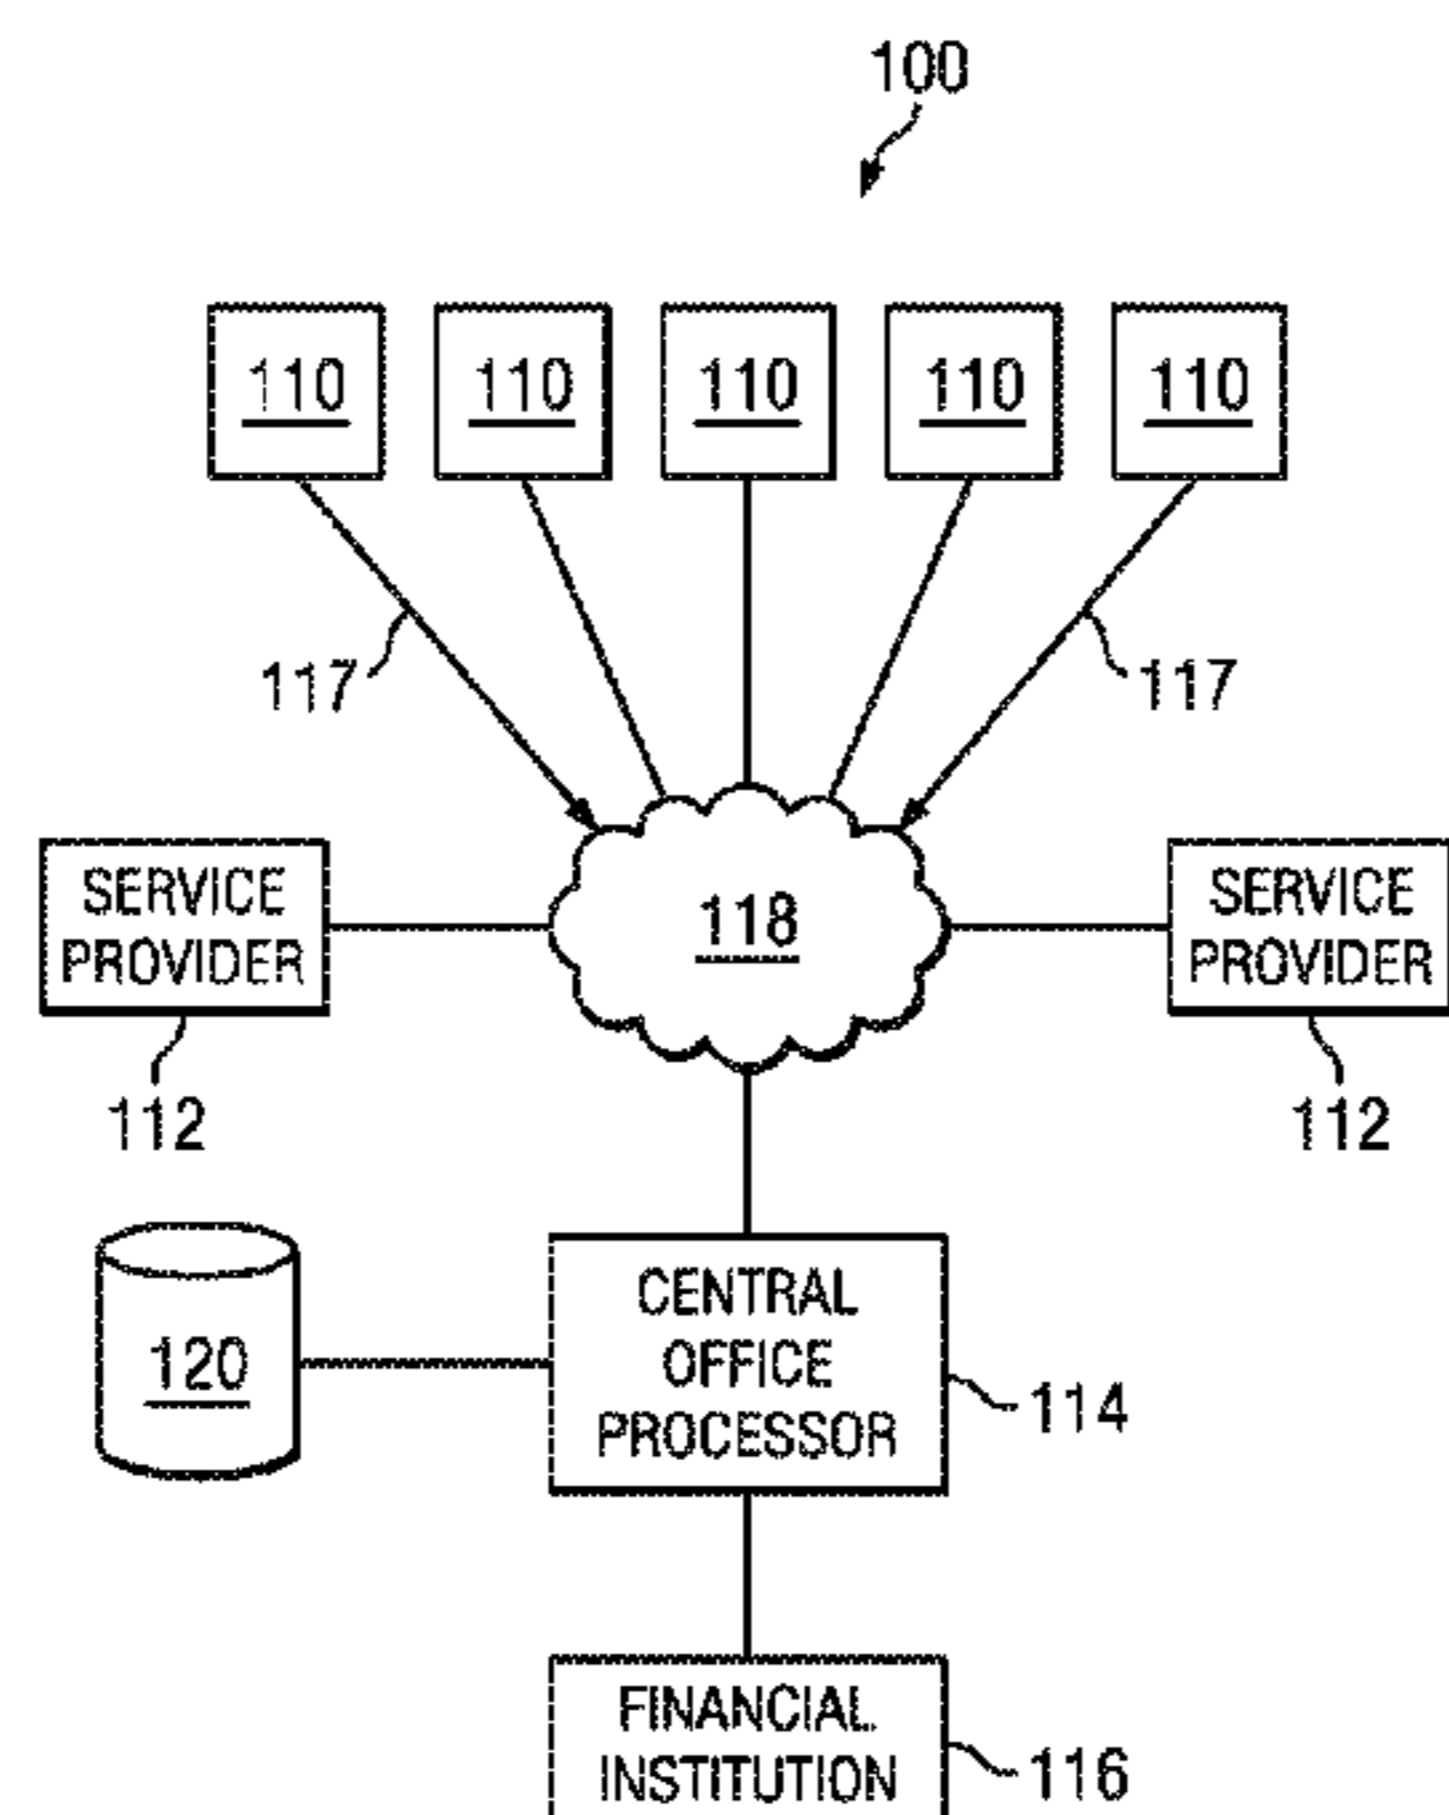 100
110 110 110 110 110
117 117
SERVICE
PROVIDER
118
SERVICE
PROVIDER
112 112
CENTRAL
OFFICE
PROCESSOR
120
114
FINANCIAL
INSTITUTION
116